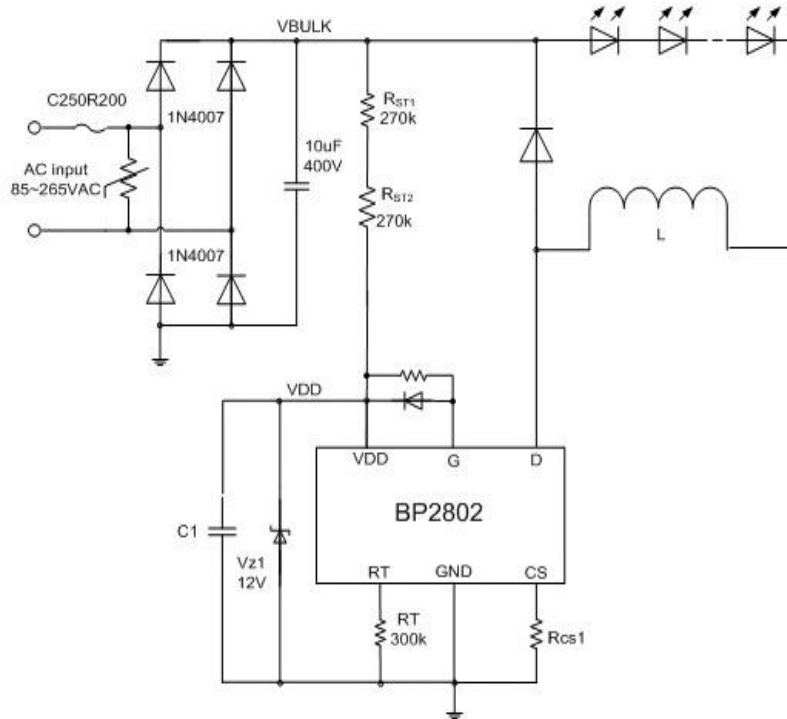 VBULK
C250R200
1N4007
RST1
270k
10uF
400V
AC input
85~265VAC
RST2
270k
L
1N4007
VDD
VDD
G
D
BP2802
C1
Vz1
12V
RT
GND
CS
RT
300k
Rcs1